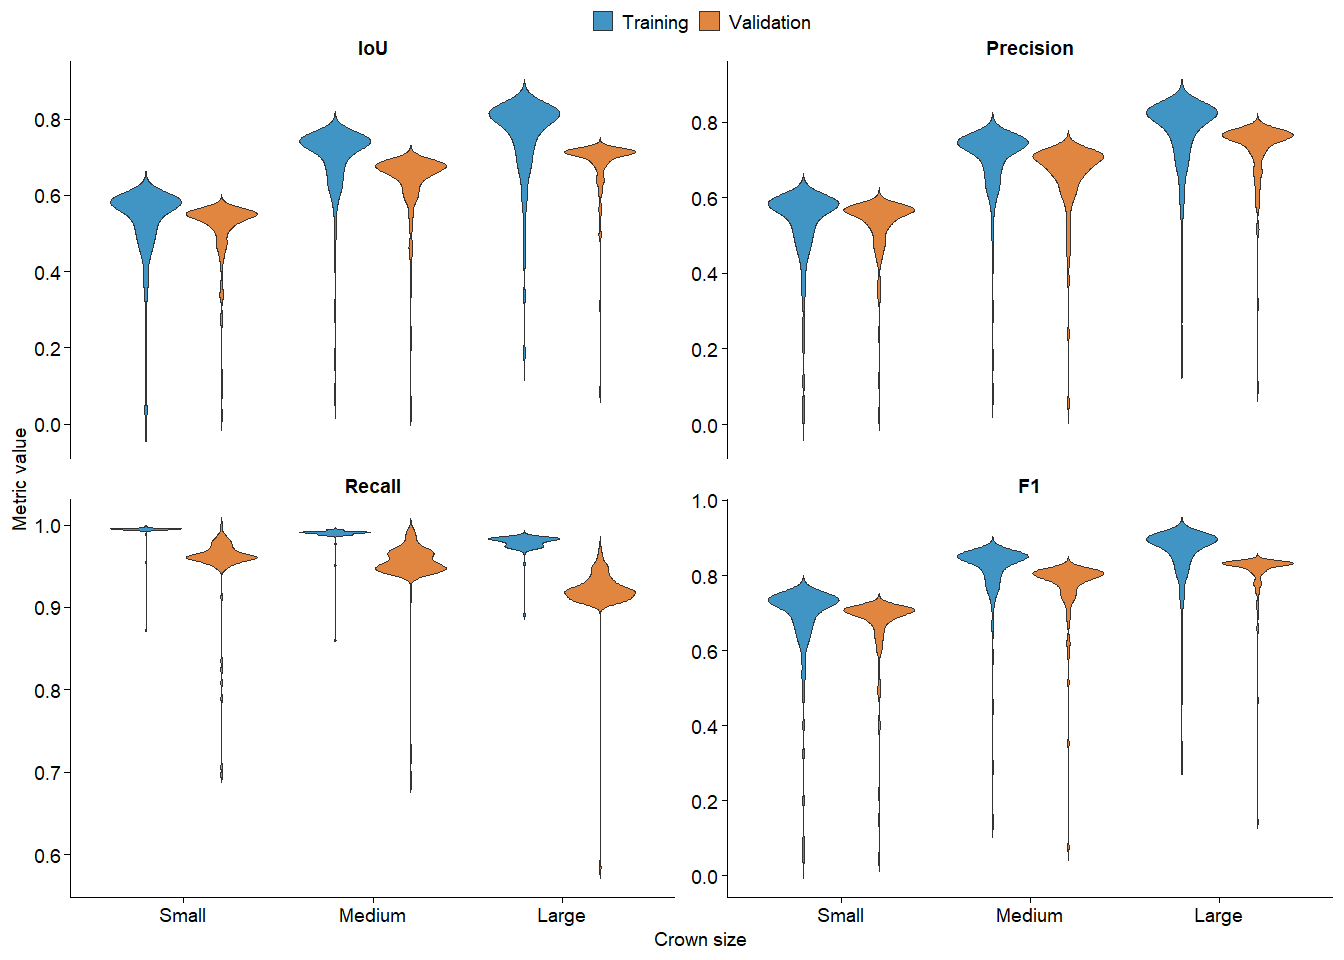 Training Validation
IoU
Precision
0.8
0.6
0.4
0.2
0.0
0.8
0.6
0.4
0.2
0.0
Metric value
Recall
F1
1.0
0.9
0.8
0.7
0.6
1.0
0.8
0.6
0.4
0.2
0.0
Small Medium Large
Small Medium Large
Crown size